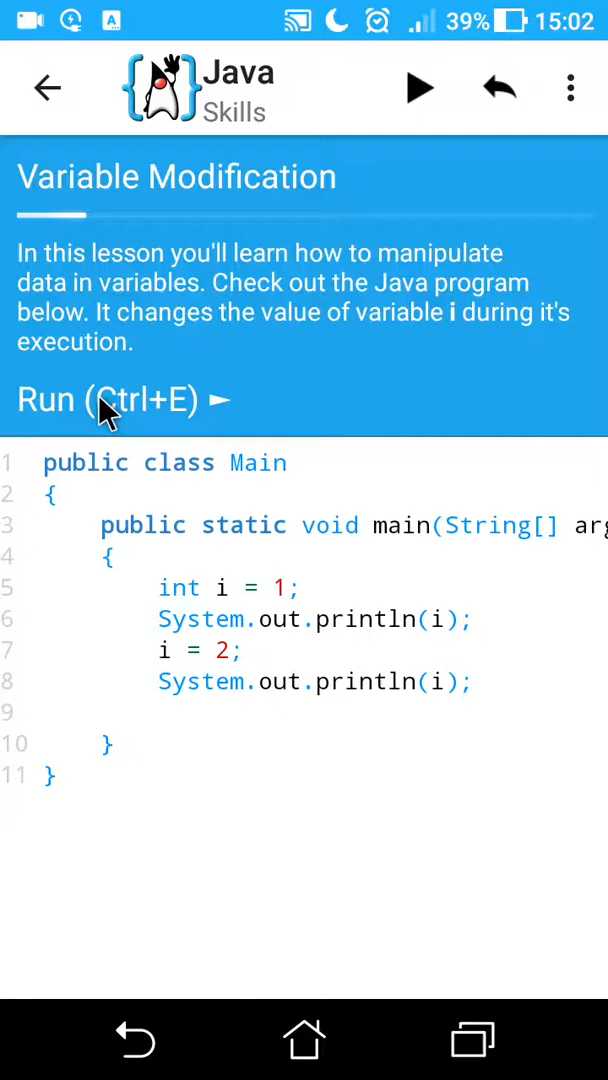 39% 15:02
Java
Skills
Variable Modification
In this lesson you'll learn how to manipulate
data in variables. Check out the Java program
below. It changes the value of variable i during it's
execution.
Run (Ctrl+E) ►
1 public class Main
2 {
3 public static void main(String[] arg
4 {
5 int i = 1;
6 System.out.println(i);
7 i = 2;
8 System.out.println(i);
9
10 }
11 }